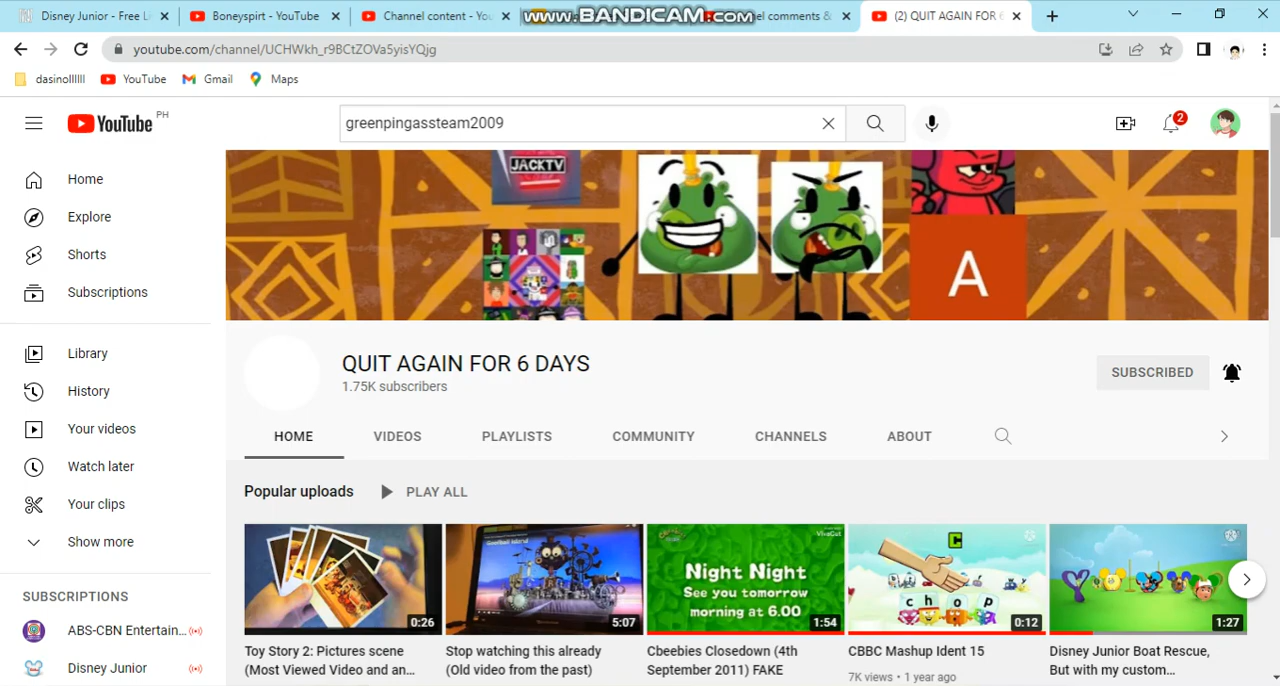 Disney Junior - Free L
Boneyspirt - YouTube
Channel content - You
www.BANDICAM.com
el comments &
(2) QUIT AGAIN FOR 6
youtube.com/channel/UCHWkh_r9BCtZOVa5yisYQjg
dasinollllll
YouTube
Gmail
Maps
YouTube PH
greenpingassteam2009
2
Home
Explore
Shorts
Subscriptions
Library
History
Your videos
Watch later
Your clips
Show more
SUBSCRIPTIONS
ABS-CBN Entertain...
Disney Junior
JACKTV
A
QUIT AGAIN FOR 6 DAYS
1.75K subscribers
SUBSCRIBED
HOME
VIDEOS
PLAYLISTS
COMMUNITY
CHANNELS
ABOUT
Popular uploads
PLAY ALL
0:26
Toy Story 2: Pictures scene
(Most Viewed Video and an...
5:07
Stop watching this already
(Old video from the past)
VivaCut
Night Night
See you tomorrow
morning at 6.00
1:54
Cbeebies Closedown (4th
September 2011) FAKE
C
c h o p
0:12
CBBC Mashup Ident 15
7K views • 1 year ago
1:27
Disney Junior Boat Rescue,
But with my custom...